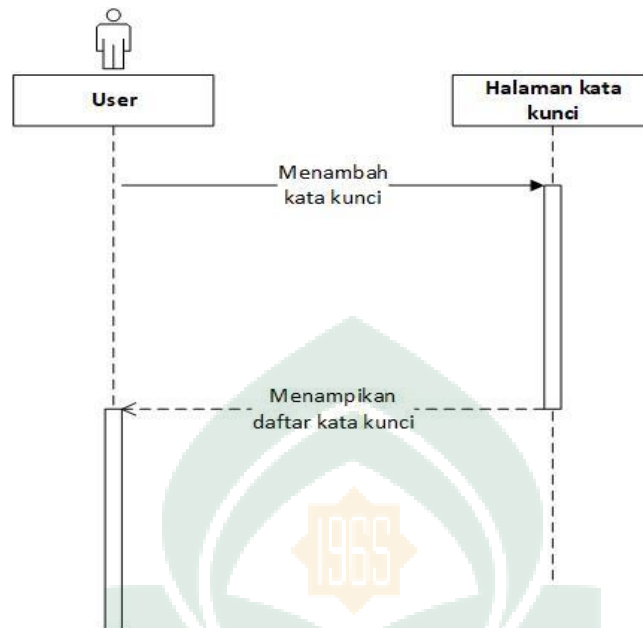 User
Halaman kata
kunci
Menambah
kata kunci
Menampikan
daftar kata kunci
1965